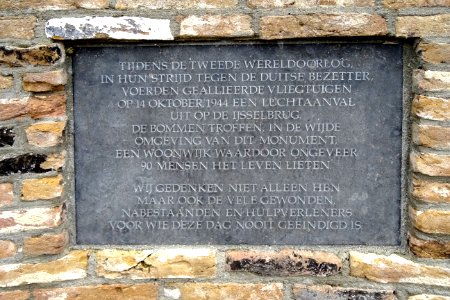 TIJDENS DE TWEEDE WERELDOORLOG,
IN HUN STRIJD TEGEN DE DUITSE BEZETTER,
VOERDEN GEALLIEERDE VLIEGTUIGEN
OP 14 OKTOBER 1944 EEN LUCHTAANVAL
UIT OP DE IJSSELBRUG.
DE BOMMEN TROFFEN, IN DE WIJDE
OMGEVING VAN DIT MONUMENT,
EEN WOONWIJK WAARDOOR ONGEVEER
90 MENSEN HET LEVEN LIETEN.
WIJ GEDENKEN NIET ALLEEN HEN
MAAR OOK DE VELE GEWONDEN,
NABESTAANDEN EN HULPVERLENERS
VOOR WIE DEZE DAG NOOIT GEEINDIGD IS.